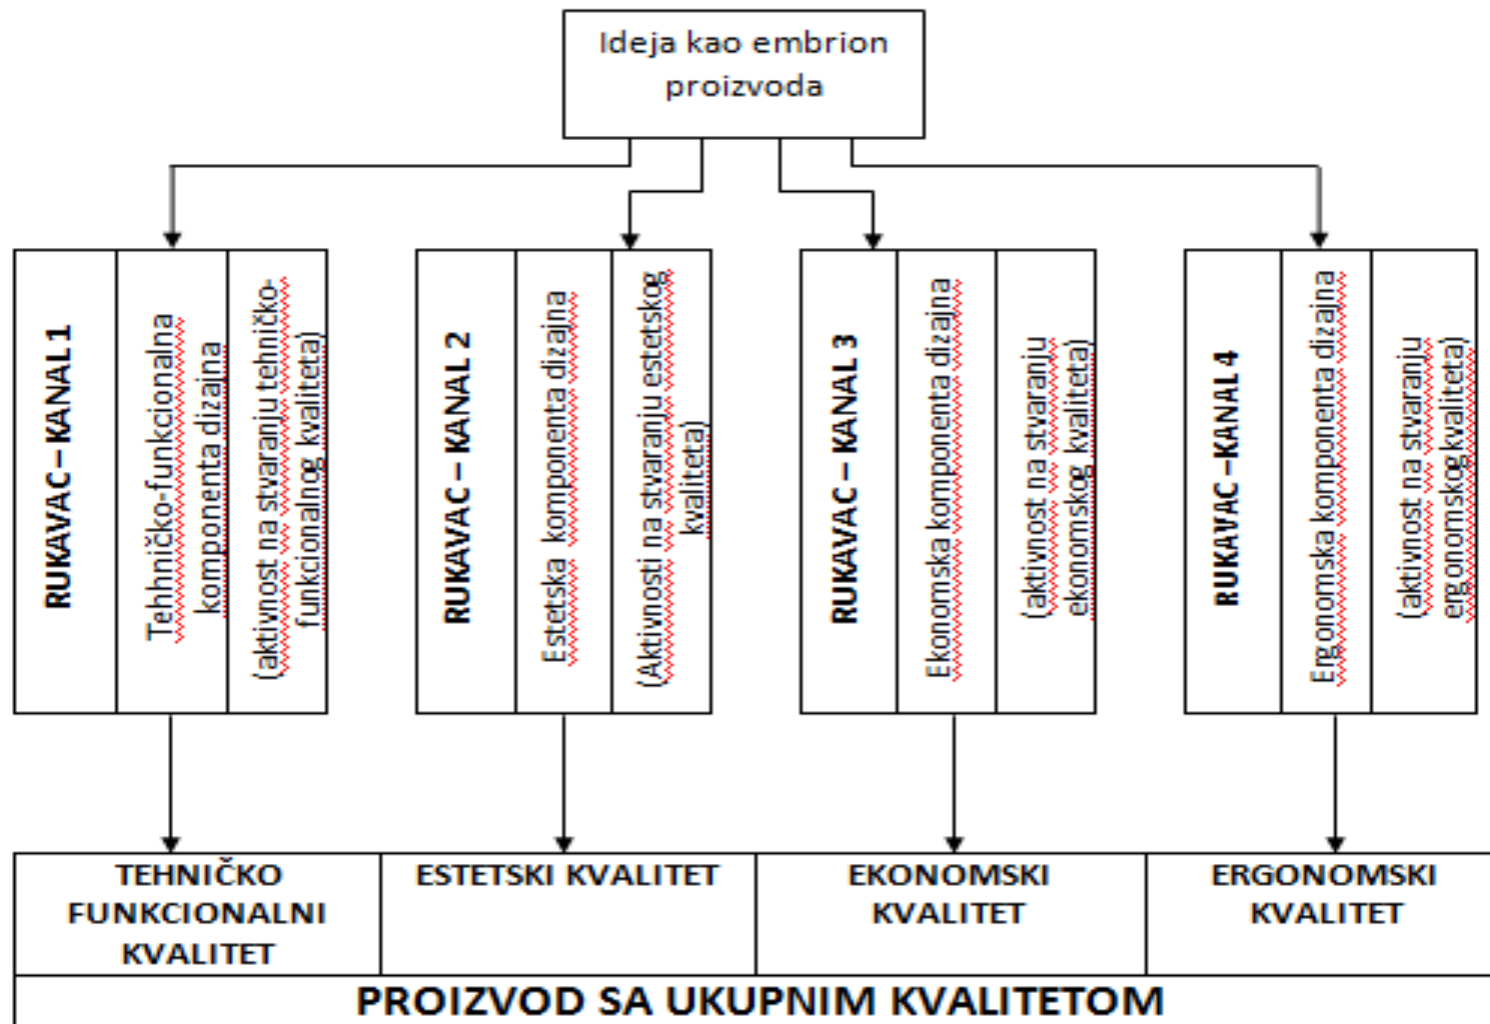 Ideja kao embrion
proizvoda
RUKAVAC – KANAL 1
Tehničko-funkcionalna
komponenta dizajna
(aktivnost na stvaranju tehničko-
funkcionalnog kvaliteta)
RUKAVAC – KANAL 2
Estetska komponenta dizajna
(Aktivnosti na stvaranju estetskog
kvaliteta)
RUKAVAC – KANAL 3
Ekonomska komponenta dizajna
(aktivnost na stvaranju
ekonomskog kvaliteta)
RUKAVAC –KANAL 4
Ergonomska komponenta dizajna
(aktivnost na stvaranju
ergonomskog kvaliteta)
TEHNIČKO
FUNKCIONALNI
KVALITET
ESTETSKI KVALITET
EKONOMSKI
KVALITET
ERGONOMSKI
KVALITET
PROIZVOD SA UKUPNIM KVALITETOM